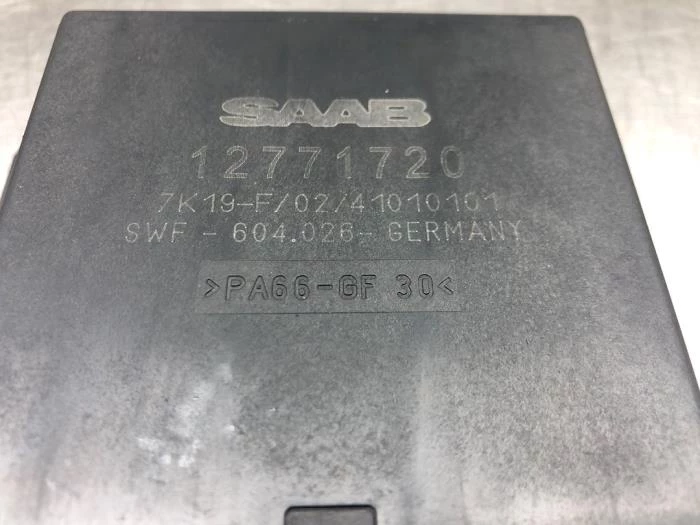 SAAB
12771720
7K19-F/02/41010101
SWF - 604.026- GERMANY
>PA66-GF 30<